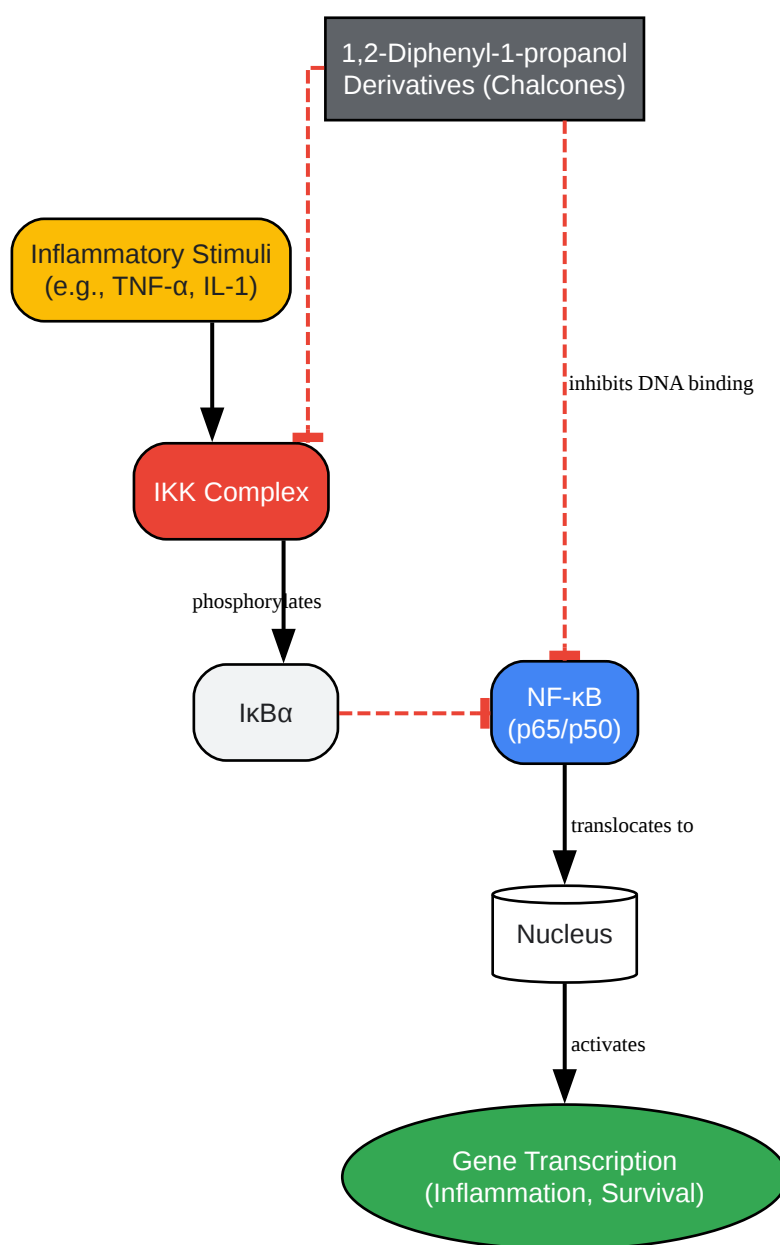 1,2-Diphenyl-1-propanol
Derivatives (Chalcones)
Inflammatory Stimuli
(e.g., TNF-α, IL-1)
inhibits DNA binding
IKK Complex
phosphorylates
IκBα
NF-κB
(p65/p50)
translocates to
Nucleus
activates
Gene Transcription
(Inflammation, Survival)